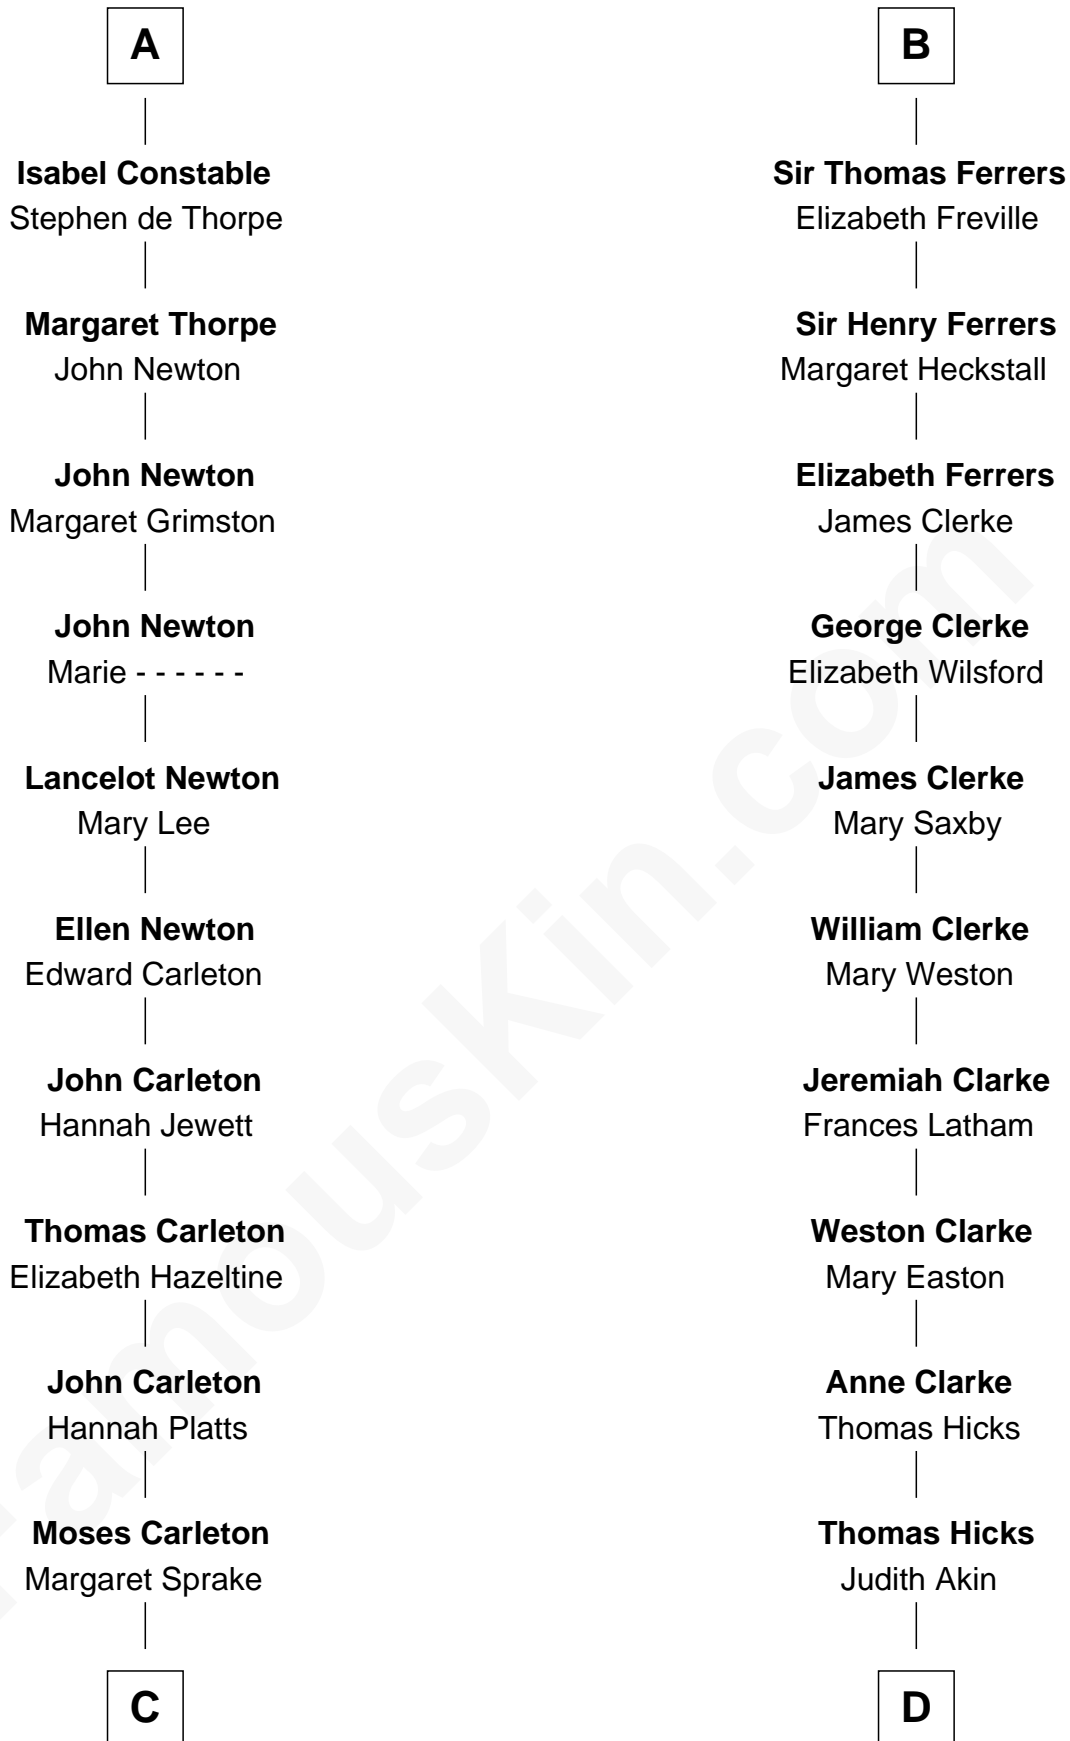 A
Isabel Constable
Stephen de Thorpe
Margaret Thorpe
John Newton
John Newton
Margaret Grimston
John Newton
Marie - - - - - -
Lancelot Newton
Mary Lee
Ellen Newton
Edward Carleton
John Carleton
Hannah Jewett
Thomas Carleton
Elizabeth Hazeltine
John Carleton
Hannah Platts
Moses Carleton
Margaret Sprake
C
B
Sir Thomas Ferrers
Elizabeth Freville
Sir Henry Ferrers
Margaret Heckstall
Elizabeth Ferrers
James Clerke
George Clerke
Elizabeth Wilsford
James Clerke
Mary Saxby
William Clerke
Mary Weston
Jeremiah Clarke
Frances Latham
Weston Clarke
Mary Easton
Anne Clarke
Thomas Hicks
Thomas Hicks
Judith Akin
D
FamousKin.com